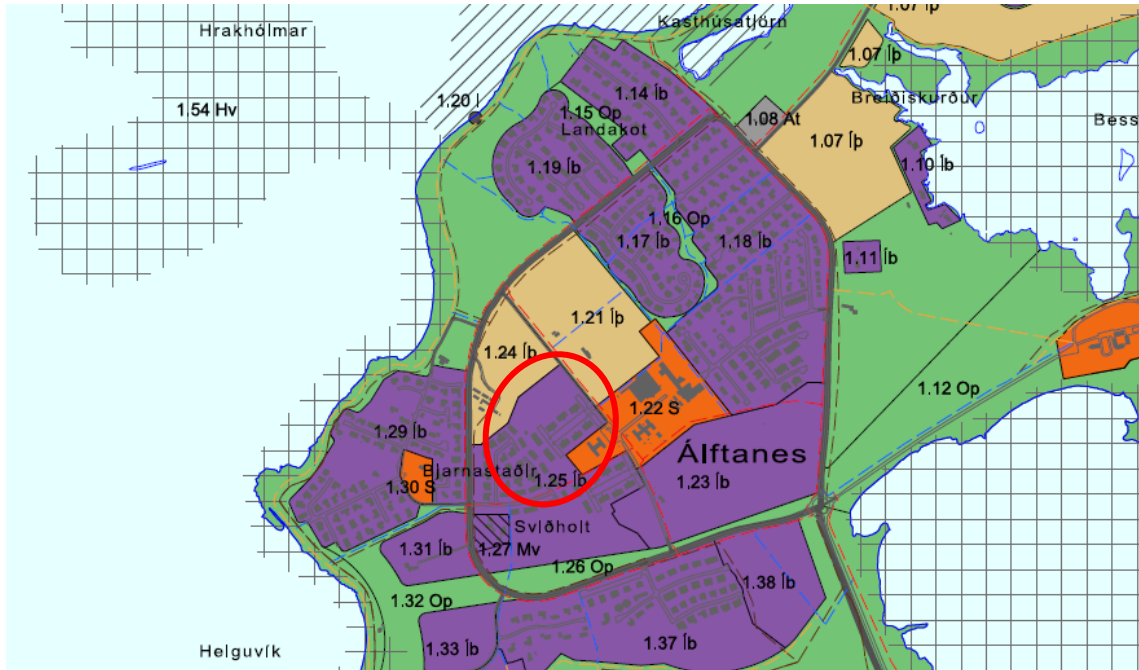 1.07 Íþ
Kasthúsatjörn
Hrakhólmar
1.07 Íþ
1.14 Íb
Breiðiskurður
1.54 Hv
1.20 I
1.15 Op
1.08 At
Bess
Landakot
1.07 Íþ
1.10 Íb
1.19 Íb
1.16 Op
1.17 Íb
1.18 Íb
1.11 Íb
1.21 Íþ
1.24 Íb
1.12 Op
1.22 S
1.29 Íb
Álftanes
Bjarnastaðir
1.25 Íb
1.23 Íb
1.30 S
Sviðholt
1.31 Íb
1.27 Mv
1.26 Op
1.38 Íb
1.32 Op
1.37 Íb
1.33 Íb
Helguvík